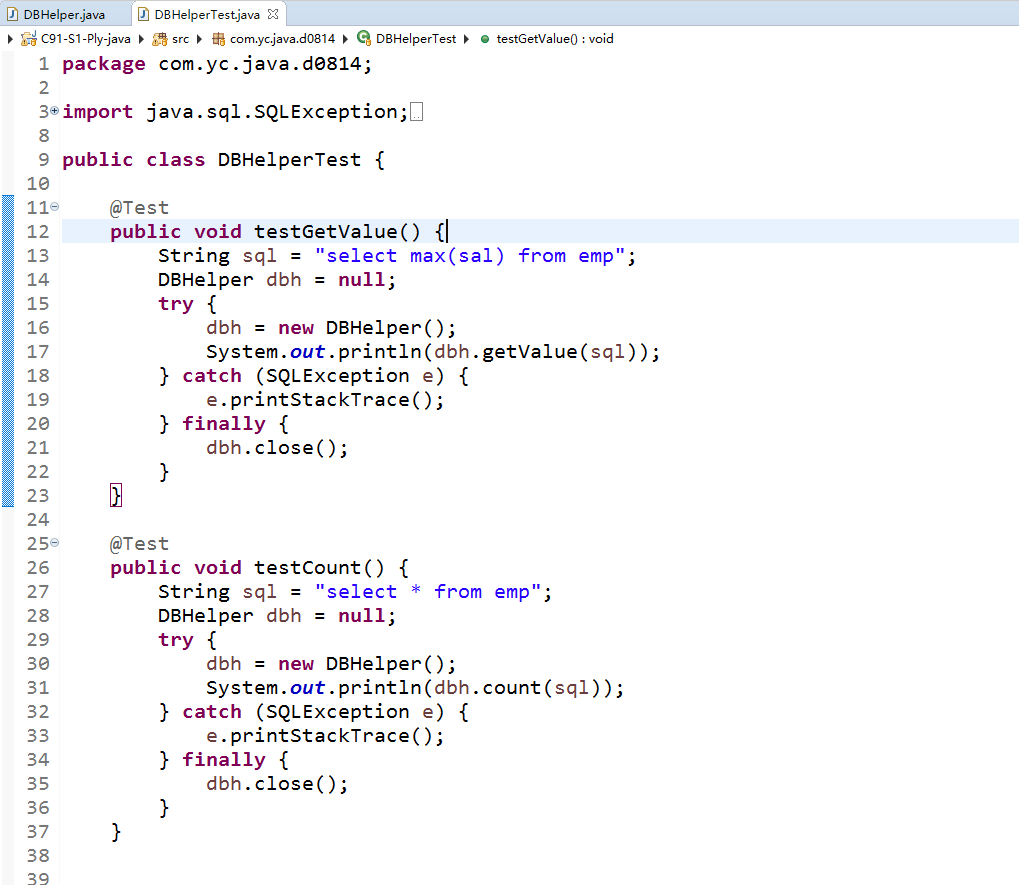 DBHelper.java DBHelperTest.java
C91-S1-Ply-java src com.yc.java.d0814 DBHelperTest testGetValue() : void
1 package com.yc.java.d0814;
2
3 import java.sql.SQLException;
8
9 public class DBHelperTest {
10
11 @Test
12 public void testGetValue() {
13 String sql = "select max(sal) from emp";
14 DBHelper dbh = null;
15 try {
16 dbh = new DBHelper();
17 System.out.println(dbh.getValue(sql));
18 } catch (SQLException e) {
19 e.printStackTrace();
20 } finally {
21 dbh.close();
22 }
23 }
24
25 @Test
26 public void testCount() {
27 String sql = "select * from emp";
28 DBHelper dbh = null;
29 try {
30 dbh = new DBHelper();
31 System.out.println(dbh.count(sql));
32 } catch (SQLException e) {
33 e.printStackTrace();
34 } finally {
35 dbh.close();
36 }
37 }
38
39